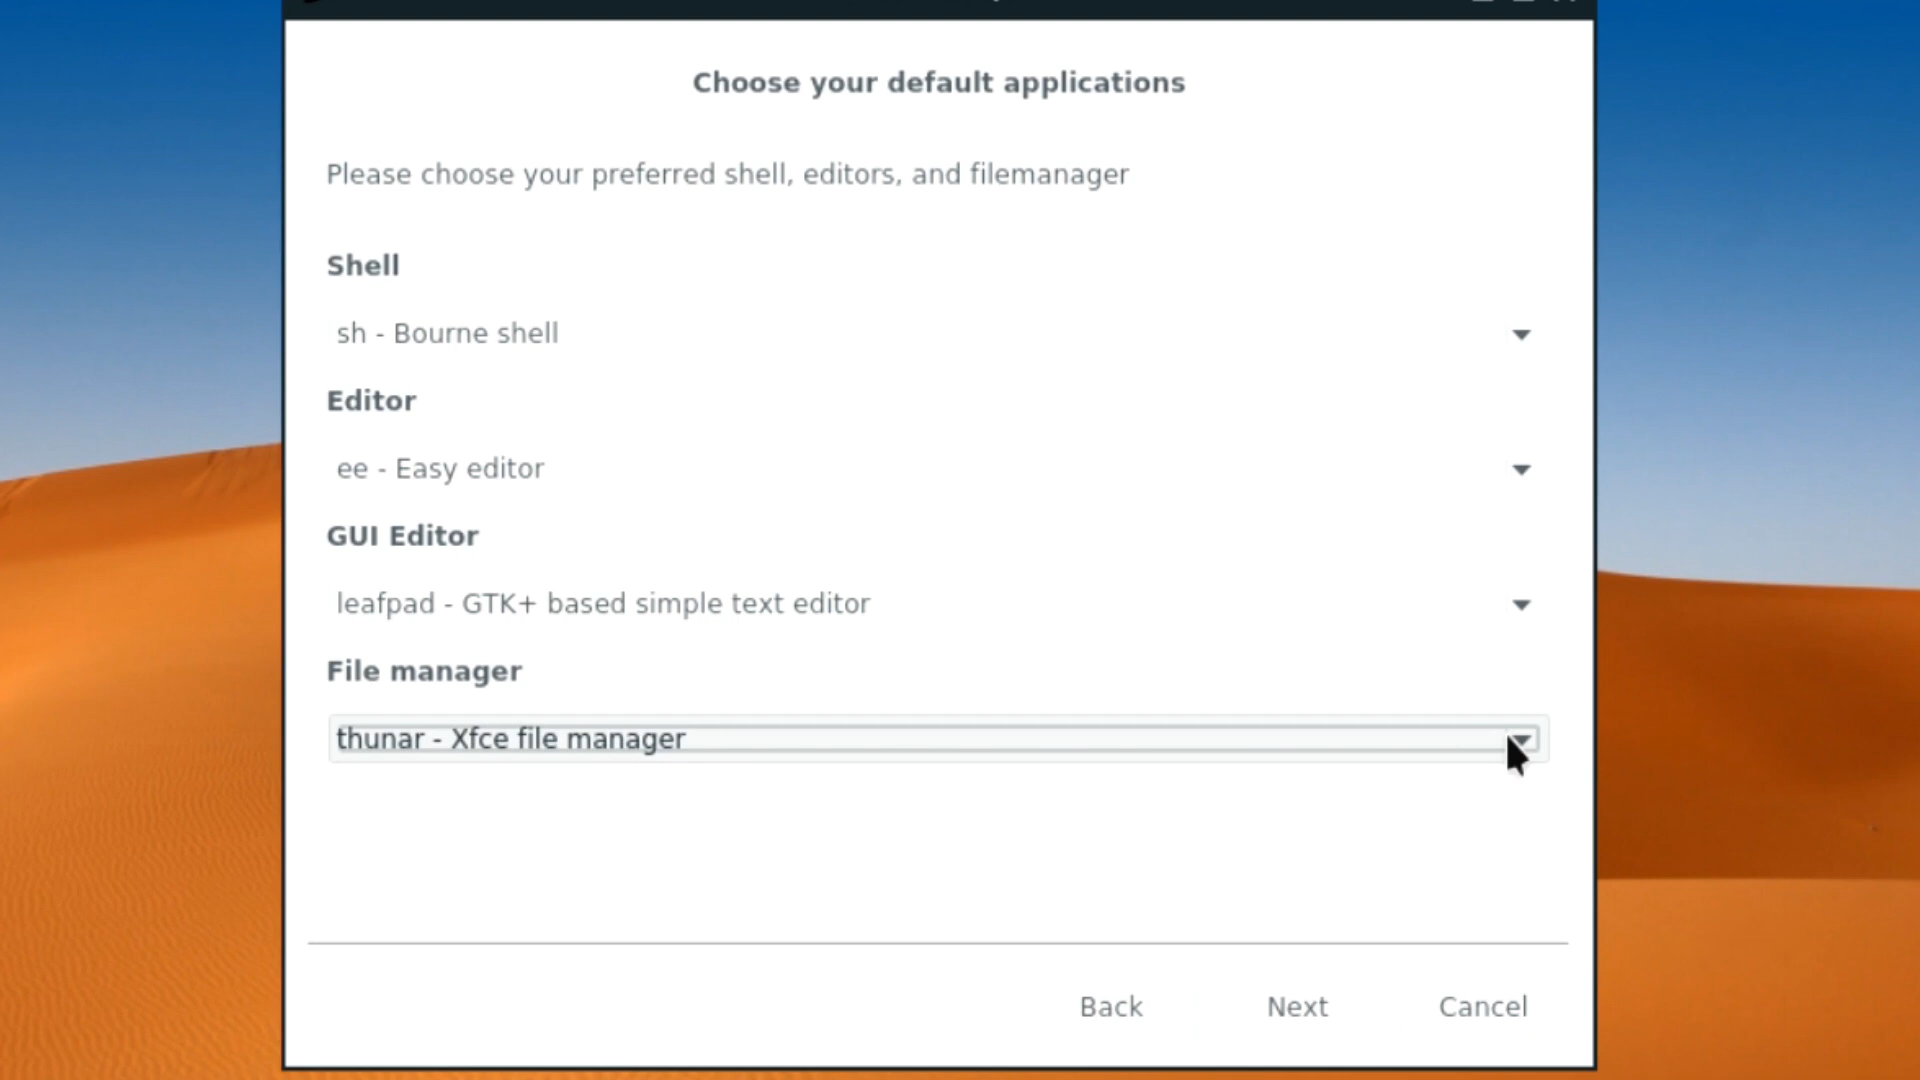 Choose your default applications
Please choose your preferred shell, editors, and filemanager
Shell
sh - Bourne shell
Editor
ee - Easy editor
GUI Editor
leafpad - GTK+ based simple text editor
File manager
thunar - Xfce file manager
Back Next Cancel